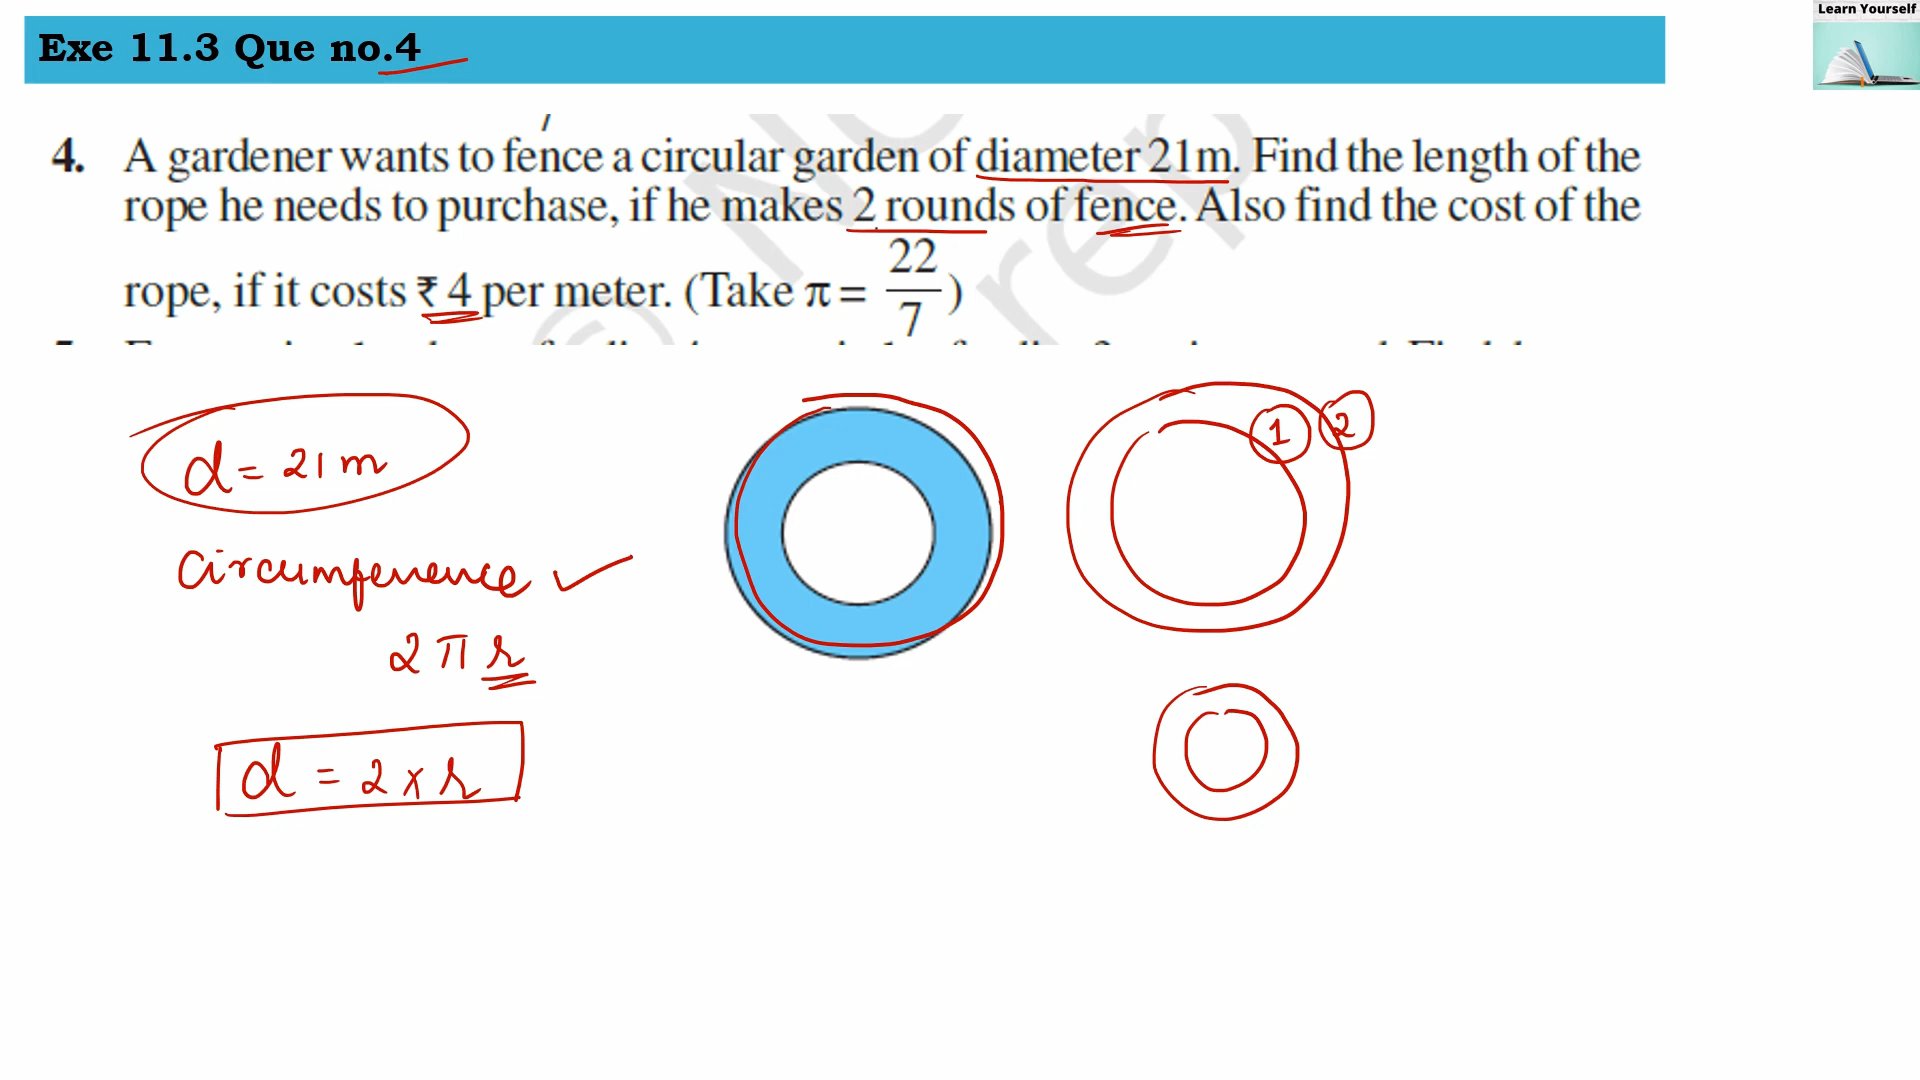 Learn Yourself
Exe 11.3 Que no.4
4. A gardener wants to fence a circular garden of diameter 21m. Find the length of the
rope he needs to purchase, if he makes 2 rounds of fence. Also find the cost of the
rope, if it costs ₹ 4 per meter. (Take π = 22/7)
d = 21 m
Circumference ✓
2 π r
d = 2 × r
1 2